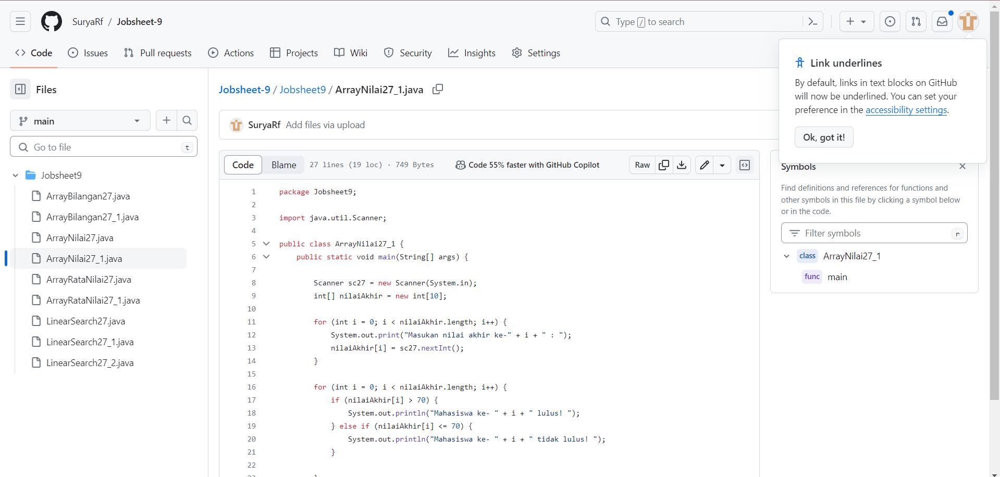 SuryaRf / Jobsheet-9
Type / to search
Code Issues Pull requests Actions Projects Wiki Security Insights Settings
Link underlines
By default, links in text blocks on GitHub
will now be underlined. You can set your
preference in the accessibility settings.
Ok, got it!
Files
main
Go to file t
Jobsheet9
ArrayBilangan27.java
ArrayBilangan27_1.java
ArrayNilai27.java
ArrayNilai27_1.java
ArrayRataNilai27.java
ArrayRataNilai27_1.java
LinearSearch27.java
LinearSearch27_1.java
LinearSearch27_2.java
Jobsheet-9 / Jobsheet9 / ArrayNilai27_1.java
SuryaRf Add files via upload
Code Blame 27 lines (19 loc) · 749 Bytes Code 55% faster with GitHub Copilot Raw
1 package Jobsheet9;
2
3 import java.util.Scanner;
4
5 public class ArrayNilai27_1 {
6 public static void main(String[] args) {
7
8 Scanner sc27 = new Scanner(System.in);
9 int[] nilaiAkhir = new int[10];
10
11 for (int i = 0; i < nilaiAkhir.length; i++) {
12 System.out.print("Masukan nilai akhir ke-" + i + " : ");
13 nilaiAkhir[i] = sc27.nextInt();
14 }
15
16 for (int i = 0; i < nilaiAkhir.length; i++) {
17 if (nilaiAkhir[i] > 70) {
18 System.out.println("Mahasiswa ke- " + i + " lulus! ");
19 } else if (nilaiAkhir[i] <= 70) {
20 System.out.println("Mahasiswa ke- " + i + " tidak lulus! ");
21 }
22
Symbols
Find definitions and references for functions and
other symbols in this file by clicking a symbol below
or in the code.
Filter symbols r
class ArrayNilai27_1
func main